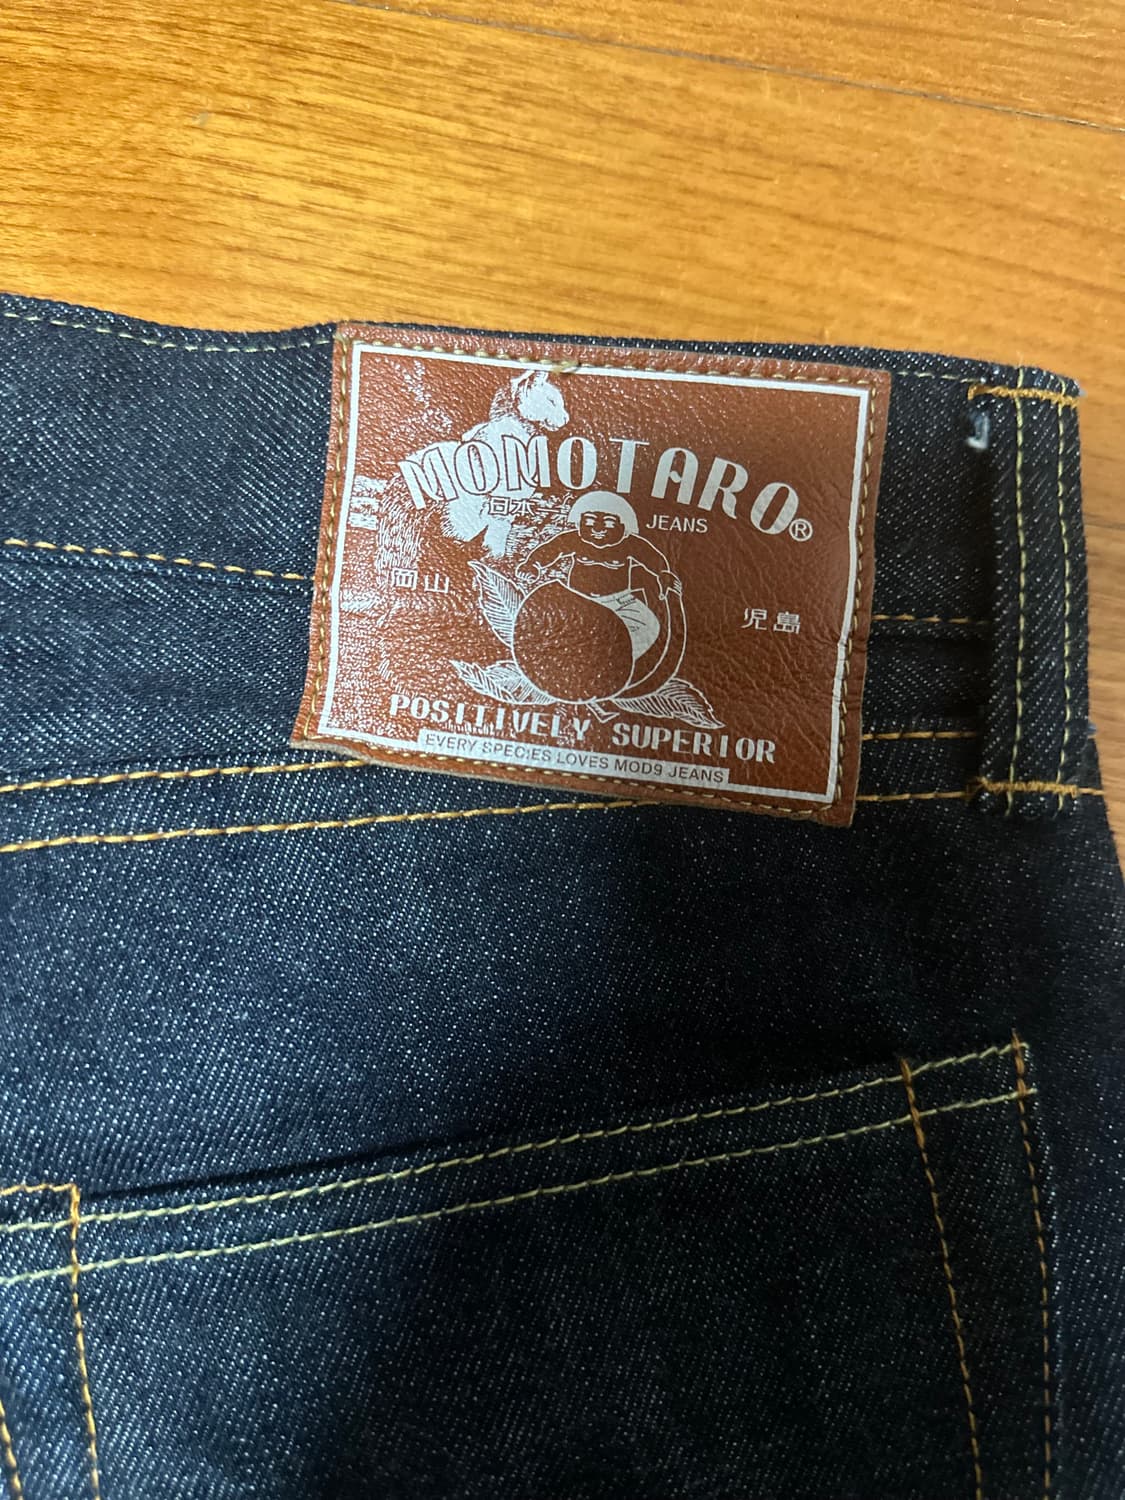 MOMOTARO®
日本一
JEANS
岡山
児島
POSITIVELY SUPERIOR
EVERY SPECIES LOVES MOD9 JEANS